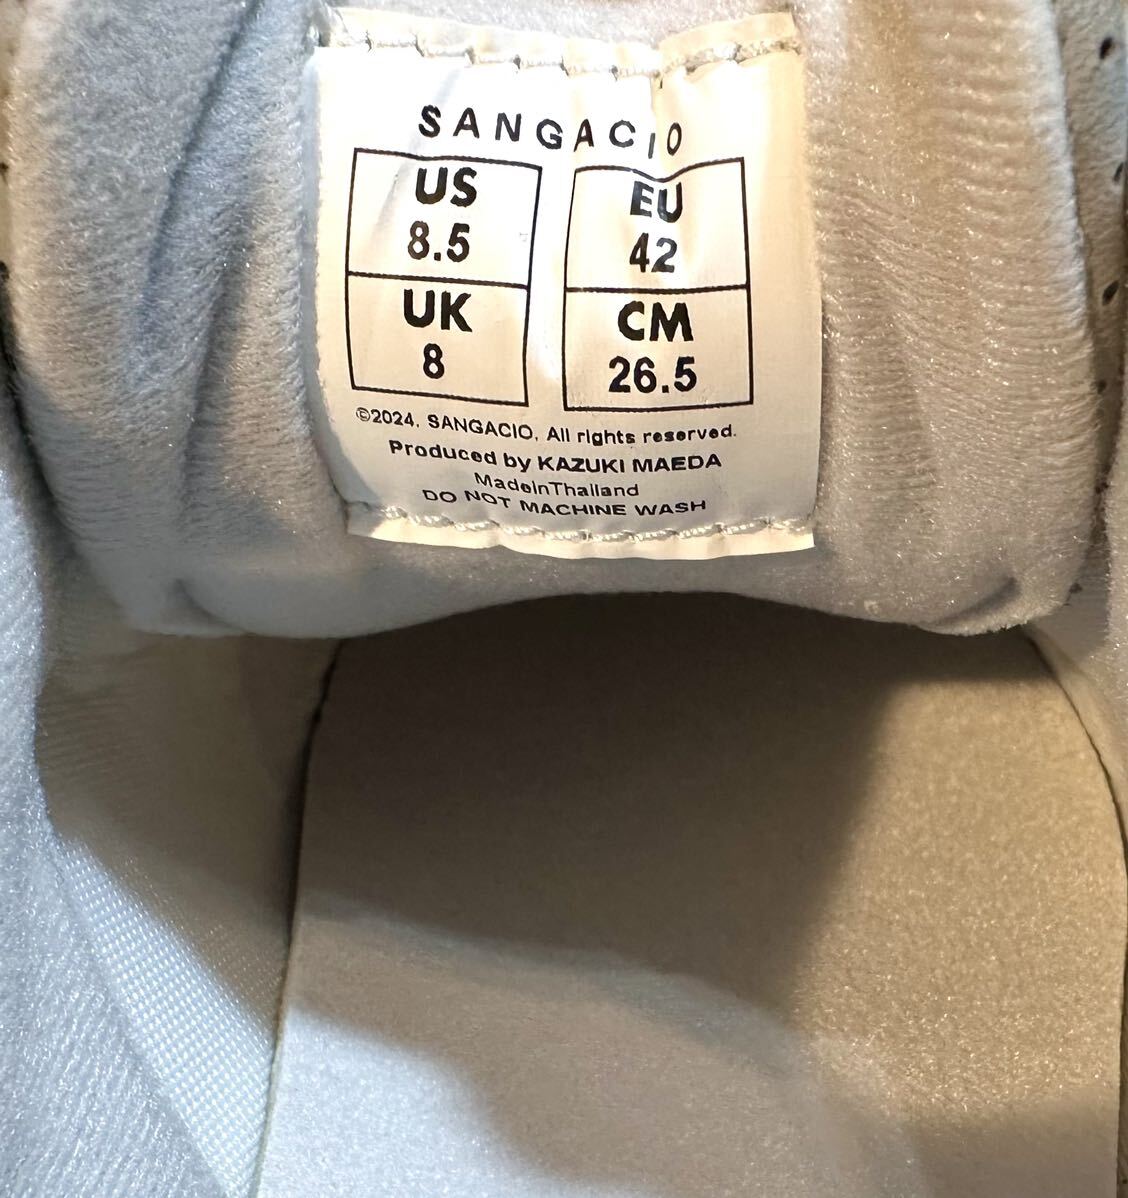 SANGACIO
US
8.5
EU
42
UK
8
CM
26.5
©2024, SANGACIO, All rights reserved.
Produced by KAZUKI MAEDA
MadeinThailand
DO NOT MACHINE WASH